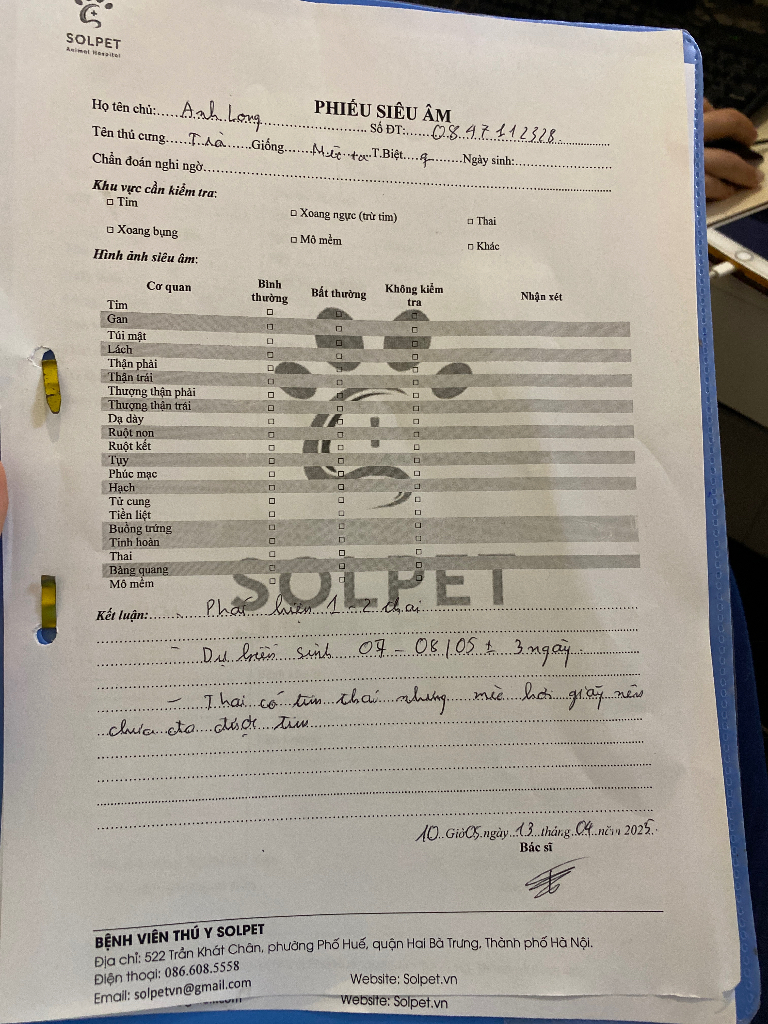 SOLPET
Animal Hospital
PHIẾU SIÊU ÂM
Họ tên chủ: Anh Long Số ĐT: 0847112328
Tên thú cưng Trà Giống Mèo ta T.Biệt ♀ Ngày sinh:
Chẩn đoán nghi ngờ
Khu vực cần kiểm tra:
□ Tim □ Xoang ngực (trừ tim) □ Thai
□ Xoang bụng □ Mô mềm □ Khác
Hình ảnh siêu âm:
Cơ quan Bình thường Bất thường Không kiểm tra Nhận xét
Tim □ □ □
Gan □ □ □
Túi mật □ □ □
Lách □ □ □
Thận phải □ □ □
Thận trái □ □ □
Thượng thận phải □ □ □
Thượng thận trái □ □ □
Dạ dày □ □ □
Ruột non □ □ □
Ruột kết □ □ □
Tụy □ □ □
Phúc mạc □ □ □
Hạch □ □ □
Tử cung □ □ □
Tiền liệt □ □ □
Buồng trứng □ □ □
Tinh hoàn □ □ □
Thai □ □ □
Bàng quang □ □ □
Mô mềm □ □ □
SOLPET
Kết luận: Phát hiện 1-2 thai
- Dự kiến sinh 07 - 08/05 ± 3 ngày
- Thai có tim thai nhưng mèo hơi giãy nên
chưa đo được tim
10 Giờ 05 ngày 13 tháng 04 năm 2025
Bác sĩ
BỆNH VIỆN THÚ Y SOLPET
Địa chỉ: 522 Trần Khát Chân, phường Phố Huế, quận Hai Bà Trưng, Thành phố Hà Nội.
Điện thoại: 086.608.5558
Email: solpetvn@gmail.com Website: Solpet.vn
Website: Solpet.vn